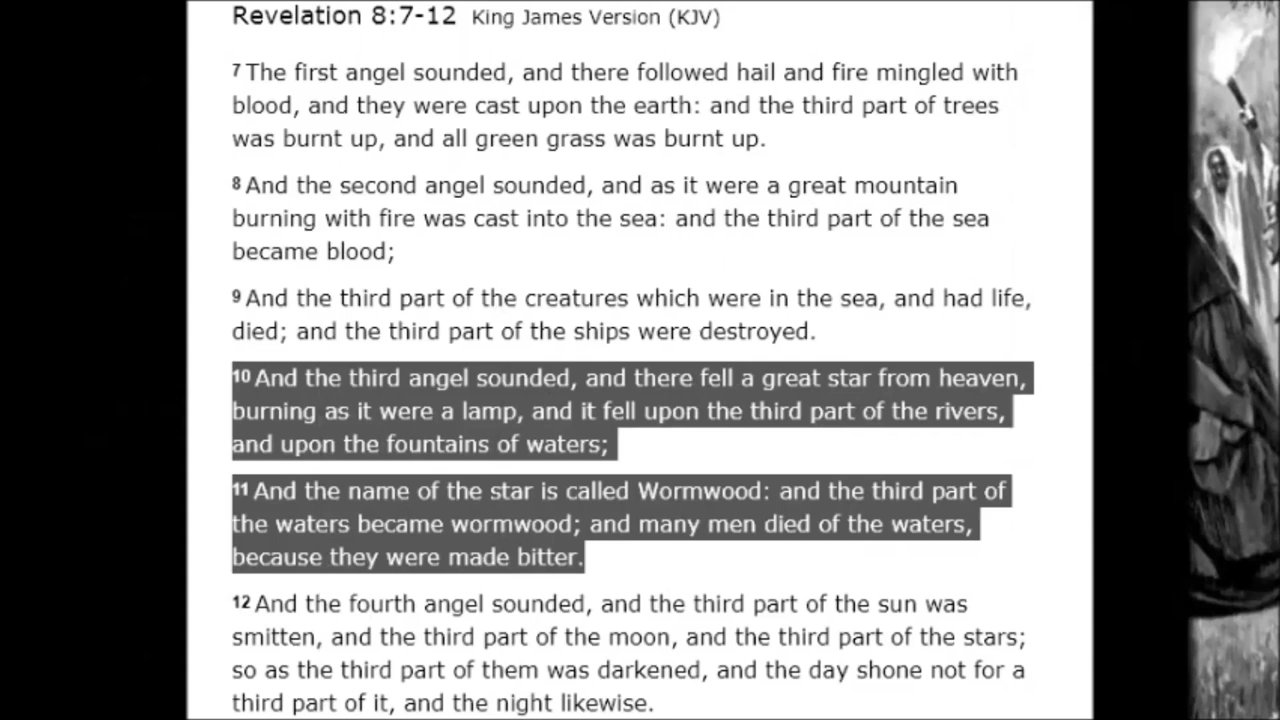 Revelation 8:7-12 King James Version (KJV)
7 The first angel sounded, and there followed hail and fire mingled with
blood, and they were cast upon the earth: and the third part of trees
was burnt up, and all green grass was burnt up.
8 And the second angel sounded, and as it were a great mountain
burning with fire was cast into the sea: and the third part of the sea
became blood;
9 And the third part of the creatures which were in the sea, and had life,
died; and the third part of the ships were destroyed.
10 And the third angel sounded, and there fell a great star from heaven,
burning as it were a lamp, and it fell upon the third part of the rivers,
and upon the fountains of waters;
11 And the name of the star is called Wormwood: and the third part of
the waters became wormwood; and many men died of the waters,
because they were made bitter.
12 And the fourth angel sounded, and the third part of the sun was
smitten, and the third part of the moon, and the third part of the stars;
so as the third part of them was darkened, and the day shone not for a
third part of it, and the night likewise.